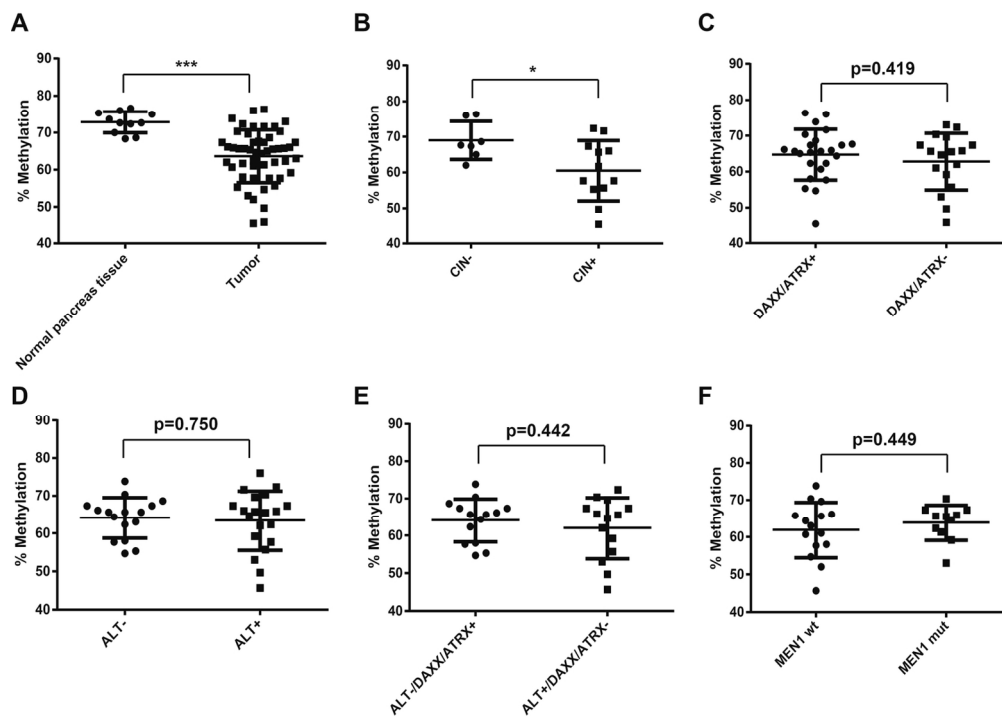 A
***
% Methylation
90
80
70
60
50
40
Normal pancreas tissue
Tumor
B
*
% Methylation
90
80
70
60
50
40
CIN-
CIN+
C
p=0.419
% Methylation
90
80
70
60
50
40
DAXX/ATRX+
DAXX/ATRX-
D
p=0.750
% Methylation
90
80
70
60
50
40
ALT-
ALT+
E
p=0.442
% Methylation
90
80
70
60
50
40
ALT-/DAXX/ATRX+
ALT+/DAXX/ATRX-
F
p=0.449
% Methylation
90
80
70
60
50
40
MEN1 wt
MEN1 mut